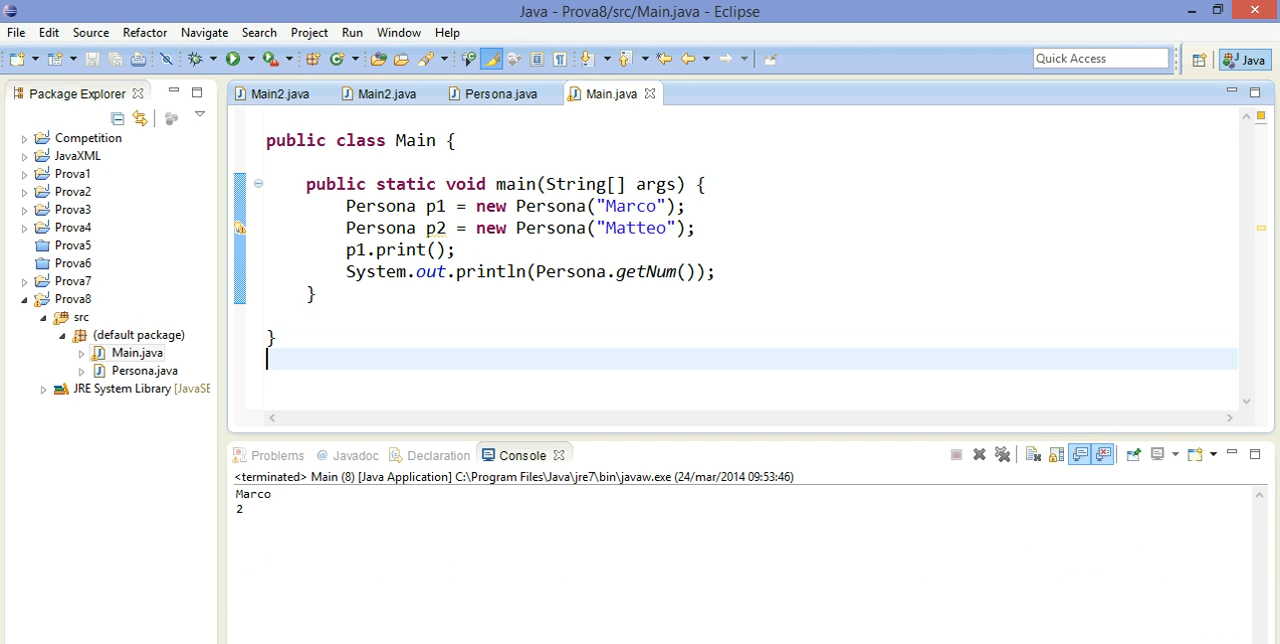 Java - Prova8/src/Main.java - Eclipse
File Edit Source Refactor Navigate Search Project Run Window Help
Quick Access
Java
Package Explorer
Competition
JavaXML
Prova1
Prova2
Prova3
Prova4
Prova5
Prova6
Prova7
Prova8
src
(default package)
Main.java
Persona.java
JRE System Library [JavaSE
Main2.java Main2.java Persona.java Main.java
public class Main {
public static void main(String[] args) {
Persona p1 = new Persona("Marco");
Persona p2 = new Persona("Matteo");
p1.print();
System.out.println(Persona.getNum());
}
}
Problems @ Javadoc Declaration Console
<terminated> Main (8) [Java Application] C:\Program Files\Java\jre7\bin\javaw.exe (24/mar/2014 09:53:46)
Marco
2